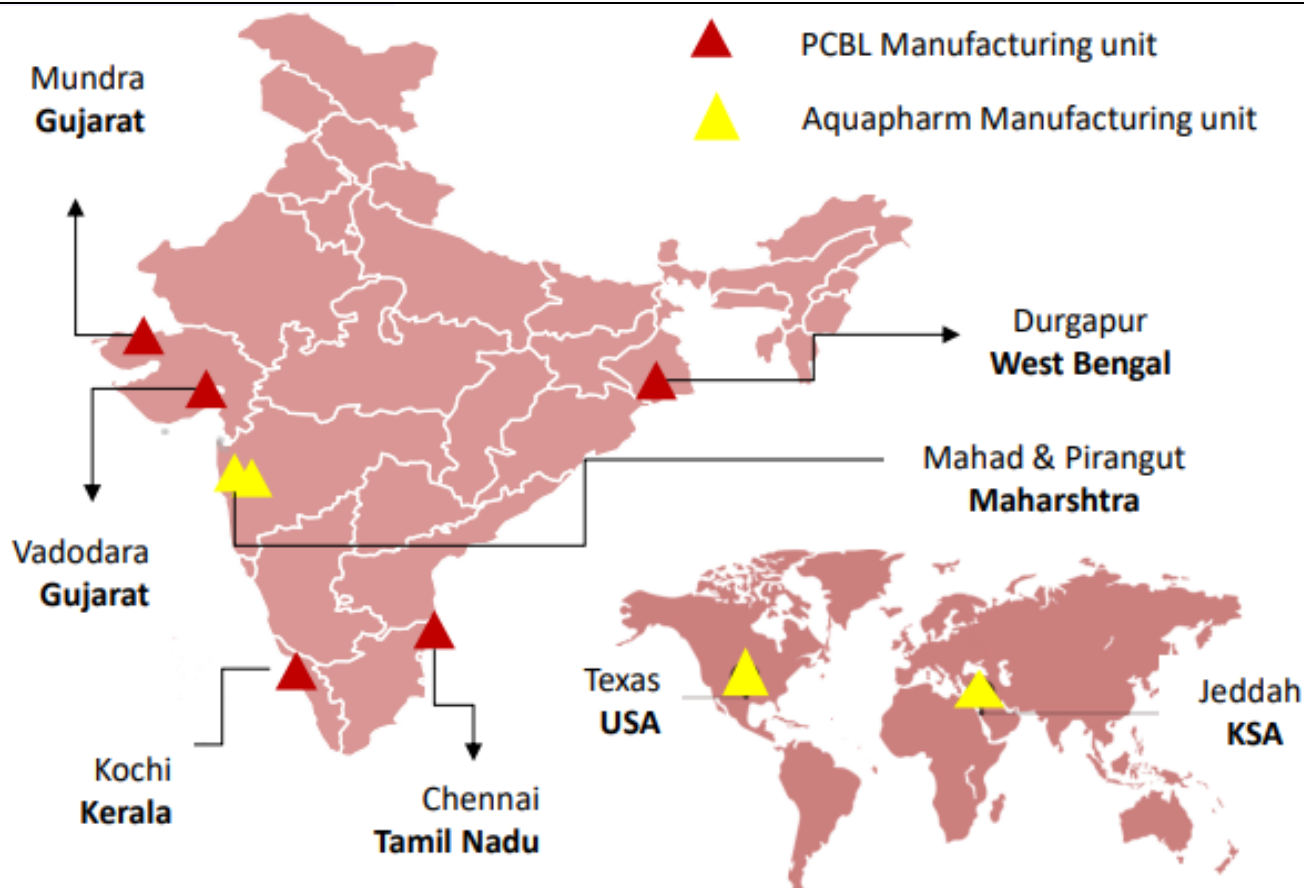 PCBL Manufacturing unit
Aquapharm Manufacturing unit
Mundra
Gujarat
Durgapur
West Bengal
Mahad & Pirangut
Maharshtra
Vadodara
Gujarat
Texas
USA
Jeddah
KSA
Kochi
Kerala
Chennai
Tamil Nadu